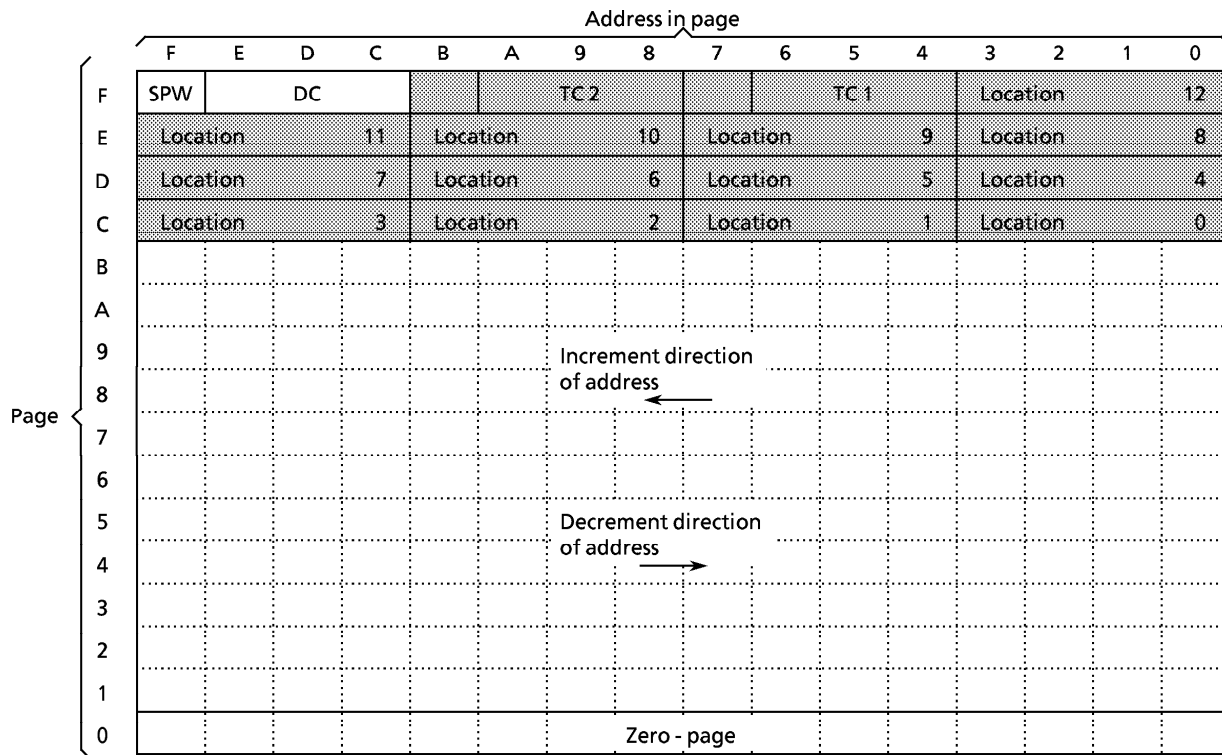 Address in page
F E D C B A 9 8 7 6 5 4 3 2 1 0
F SPW DC TC 2 TC 1 Location 12
E Location 11 Location 10 Location 9 Location 8
D Location 7 Location 6 Location 5 Location 4
C Location 3 Location 2 Location 1 Location 0
B
A
9
Increment direction
of address
8
Page
7
6
5
Decrement direction
of address
4
3
2
1
0 Zero - page